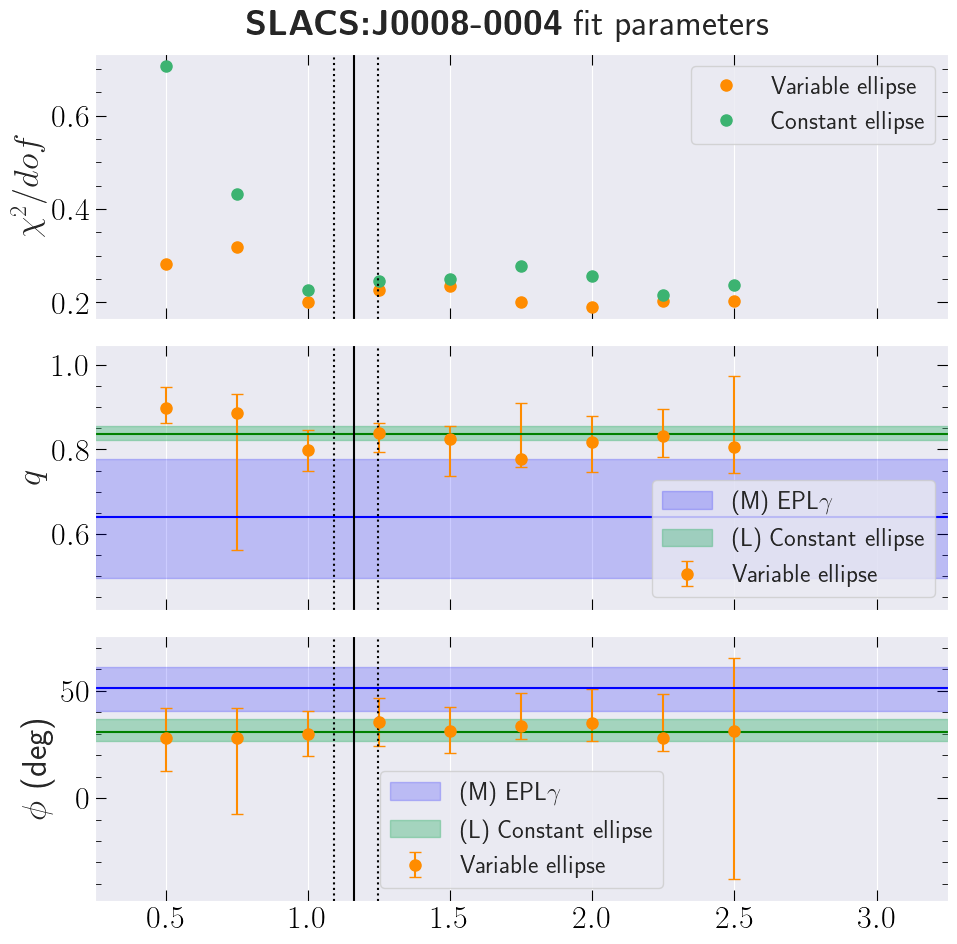 SLACS:J0008-0004 fit parameters
Variable ellipse
Constant ellipse
χ²/dof
0.6
0.4
0.2
q
1.0
0.8
0.6
(M) EPLγ
(L) Constant ellipse
Variable ellipse
ϕ (deg)
50
0
(M) EPLγ
(L) Constant ellipse
Variable ellipse
0.5 1.0 1.5 2.0 2.5 3.0